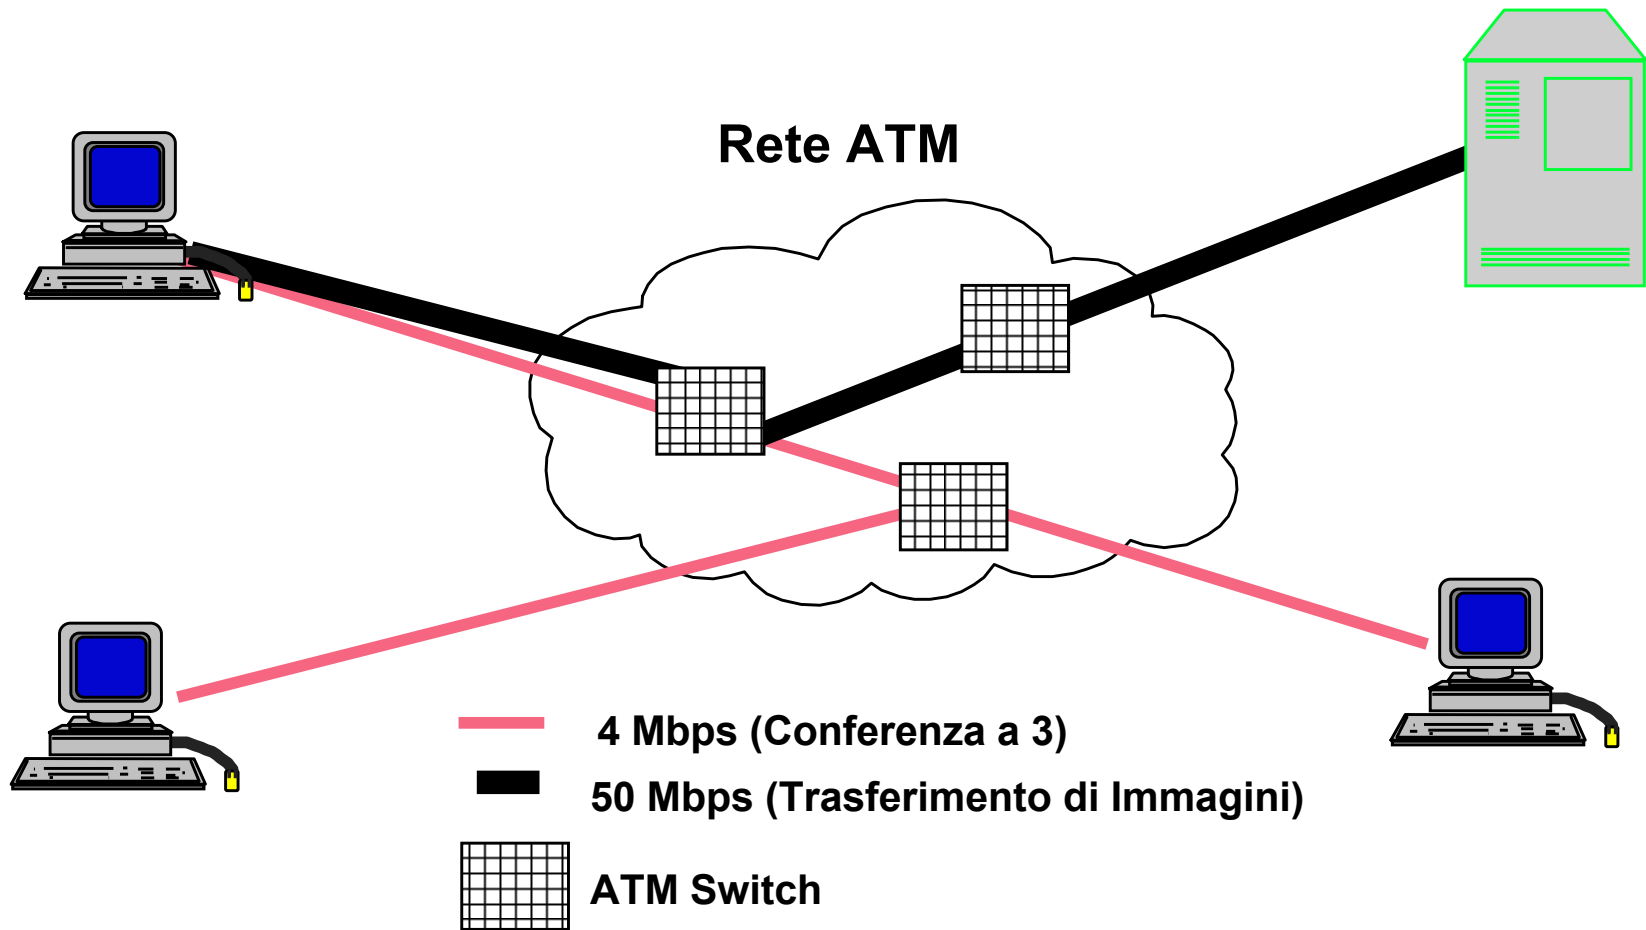 Rete ATM
4 Mbps (Conferenza a 3)
50 Mbps (Trasferimento di Immagini)
ATM Switch